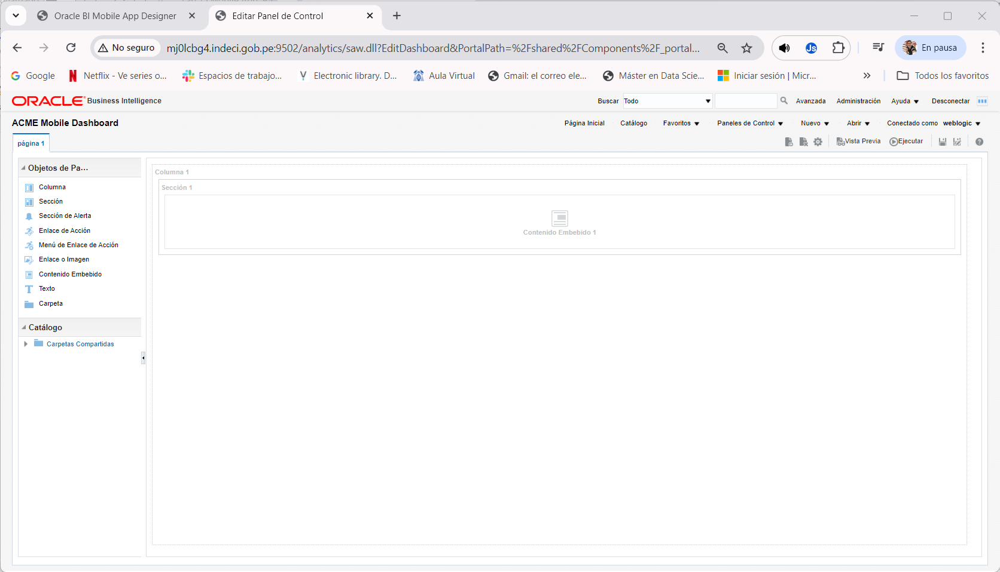 Oracle BI Mobile App Designer
Editar Panel de Control
No seguro
mj0lcbg4.indeci.gob.pe:9502/analytics/saw.dll?EditDashboard&PortalPath=%2Fshared%2FComponents%2F_portal...
Js
En pausa
Google
Netflix - Ve series o...
Espacios de trabajo...
Electronic library. D...
Aula Virtual
Gmail: el correo ele...
Máster en Data Scie...
Iniciar sesión | Micr...
Todos los favoritos
ORACLE Business Intelligence
Buscar Todo
Avanzada Administración Ayuda Desconectar
ACME Mobile Dashboard
Página Inicial Catálogo Favoritos Paneles de Control Nuevo Abrir Conectado como weblogic
página 1
Vista Previa Ejecutar
Objetos de Pa...
Columna
Sección
Sección de Alerta
Enlace de Acción
Menú de Enlace de Acción
Enlace o Imagen
Contenido Embebido
Texto
Carpeta
Catálogo
Carpetas Compartidas
Columna 1
Sección 1
Contenido Embebido 1